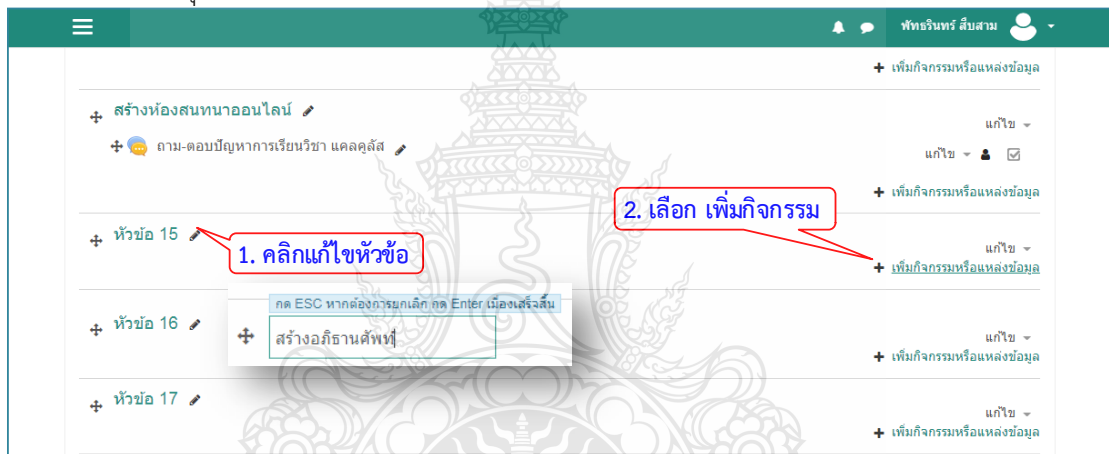 พัทธรินทร์ สืบสาม
เพิ่มกิจกรรมหรือแหล่งข้อมูล
สร้างห้องสนทนาออนไลน์
แก้ไข
ถาม-ตอบปัญหาการเรียนวิชา แคลคูลัส
แก้ไข
เพิ่มกิจกรรมหรือแหล่งข้อมูล
2. เลือก เพิ่มกิจกรรม
หัวข้อ 15
1. คลิกแก้ไขหัวข้อ
แก้ไข
เพิ่มกิจกรรมหรือแหล่งข้อมูล
กด ESC หากต้องการยกเลิก กด Enter เมื่อเสร็จสิ้น
สร้างอภิธานศัพท์
หัวข้อ 16
แก้ไข
เพิ่มกิจกรรมหรือแหล่งข้อมูล
หัวข้อ 17
แก้ไข
เพิ่มกิจกรรมหรือแหล่งข้อมูล